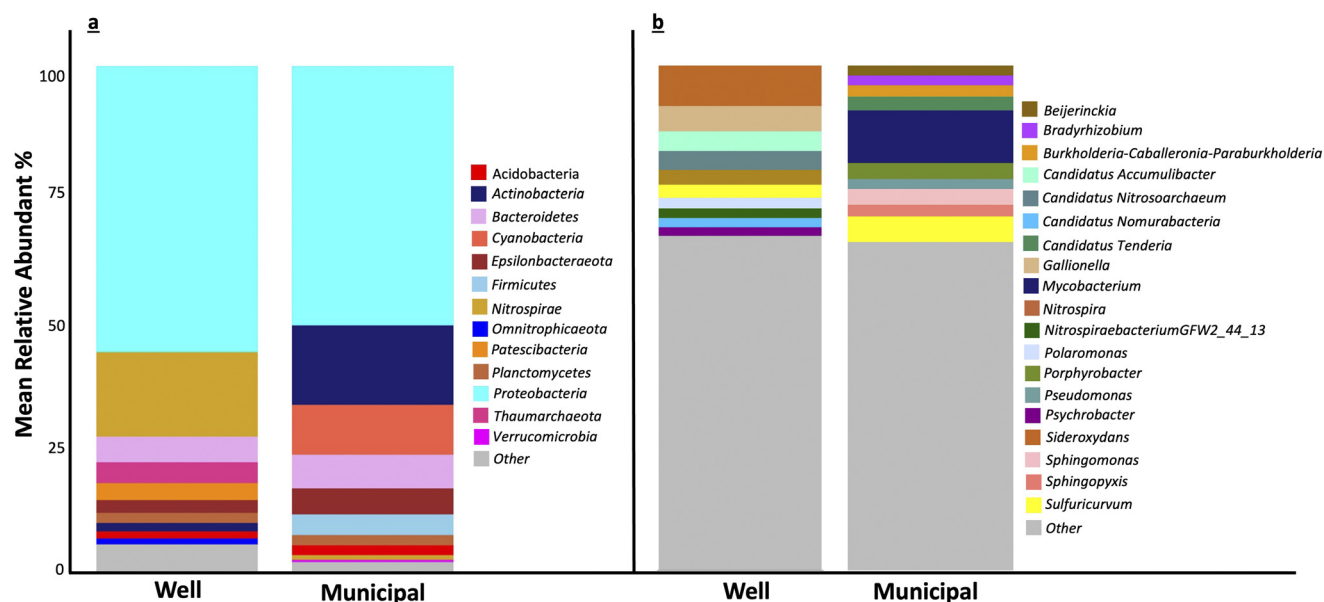 a
b
Mean Relative Abundant %
100
75
50
25
0
Acidobacteria
Actinobacteria
Bacteroidetes
Cyanobacteria
Epsilonbacteraeota
Firmicutes
Nitrospirae
Omnitrophicaeota
Patescibacteria
Planctomycetes
Proteobacteria
Thaumarchaeota
Verrucomicrobia
Other
Beijerinckia
Bradyrhizobium
Burkholderia-Caballeronia-Paraburkholderia
Candidatus Accumulibacter
Candidatus Nitrosoarchaeum
Candidatus Nomurabacteria
Candidatus Tenderia
Gallionella
Mycobacterium
Nitrospira
NitrospiraebacteriumGFW2_44_13
Polaromonas
Porphyrobacter
Pseudomonas
Psychrobacter
Sideroxydans
Sphingomonas
Sphingopyxis
Sulfuricurvum
Other
Well
Municipal
Well
Municipal